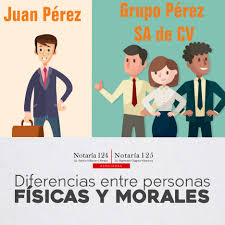 Juan Pérez
Grupo Pérez
SA de CV
Notaría 124 Notaría 125
Diferencias entre personas
FÍSICAS Y MORALES